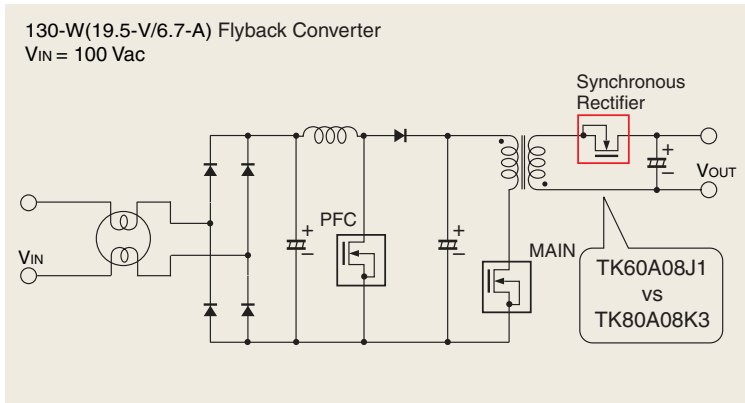 130-W(19.5-V/6.7-A) Flyback Converter
VIN = 100 Vac
Synchronous
Rectifier
+
−
VOUT
PFC
+
−
+
−
MAIN
VIN
TK60A08J1
vs
TK80A08K3